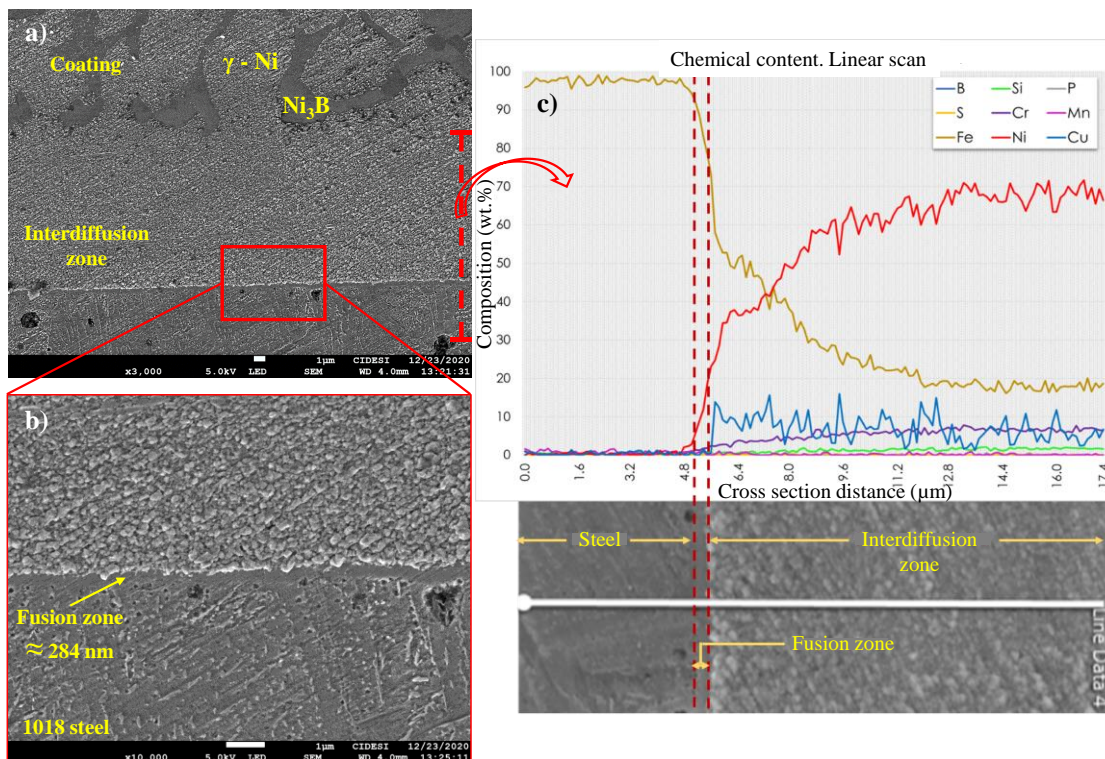 a)
Coating
γ - Ni
Ni₃B
Interdiffusion
zone
1µm CIDESI 12/23/2020
x3,000 5.0kV LED SEM WD 4.0mm 13:21:31
b)
Fusion zone
≈ 284 nm
1018 steel
1µm CIDESI 12/23/2020
x10,000 5.0kV LED SEM WD 4.0mm 13:25:11
Chemical content. Linear scan
c)
B Si P
S Cr Mn
Fe Ni Cu
Composition (wt.%)
100
90
80
70
60
50
40
30
20
10
0
0.0 1.6 3.2 4.8 6.4 8.0 9.6 11.2 12.8 14.4 16.0 17.4
Cross section distance (µm)
Steel
Interdiffusion
zone
Fusion zone
Line Data 4